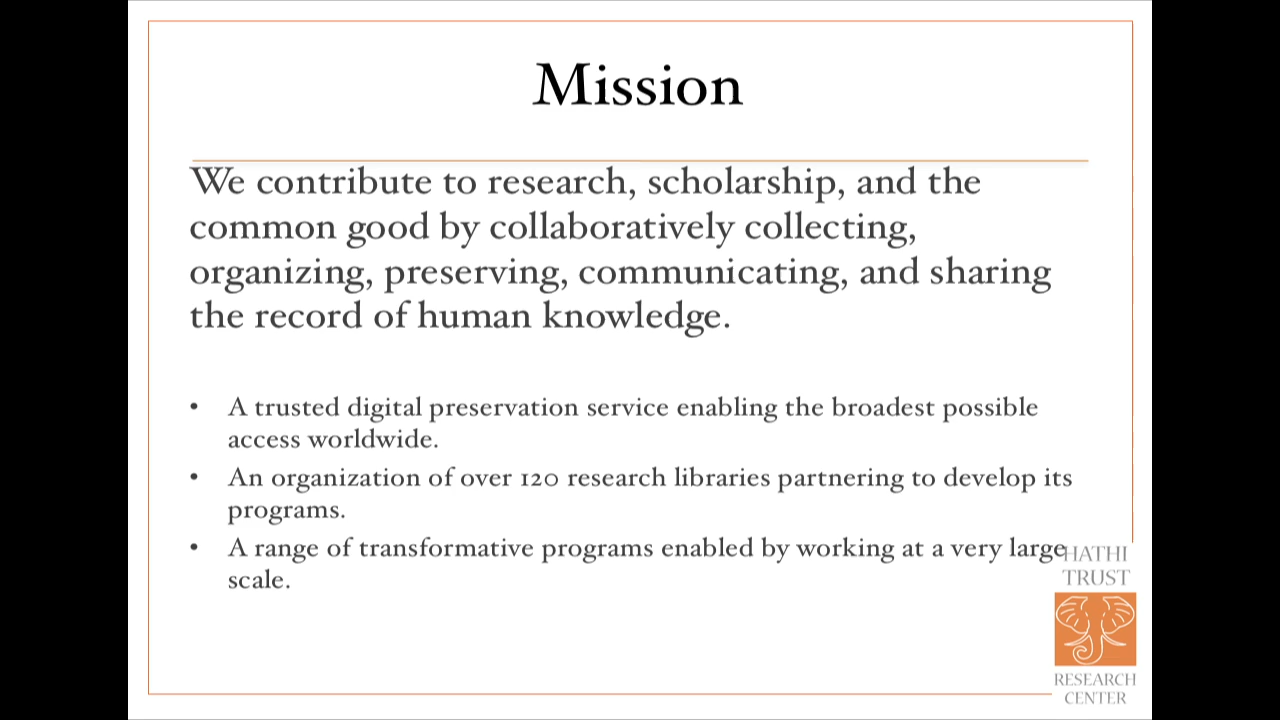 Mission
We contribute to research, scholarship, and the
common good by collaboratively collecting,
organizing, preserving, communicating, and sharing
the record of human knowledge.
• A trusted digital preservation service enabling the broadest possible
access worldwide.
• An organization of over 120 research libraries partnering to develop its
programs.
• A range of transformative programs enabled by working at a very large
scale.
HATHI
TRUST
RESEARCH
CENTER